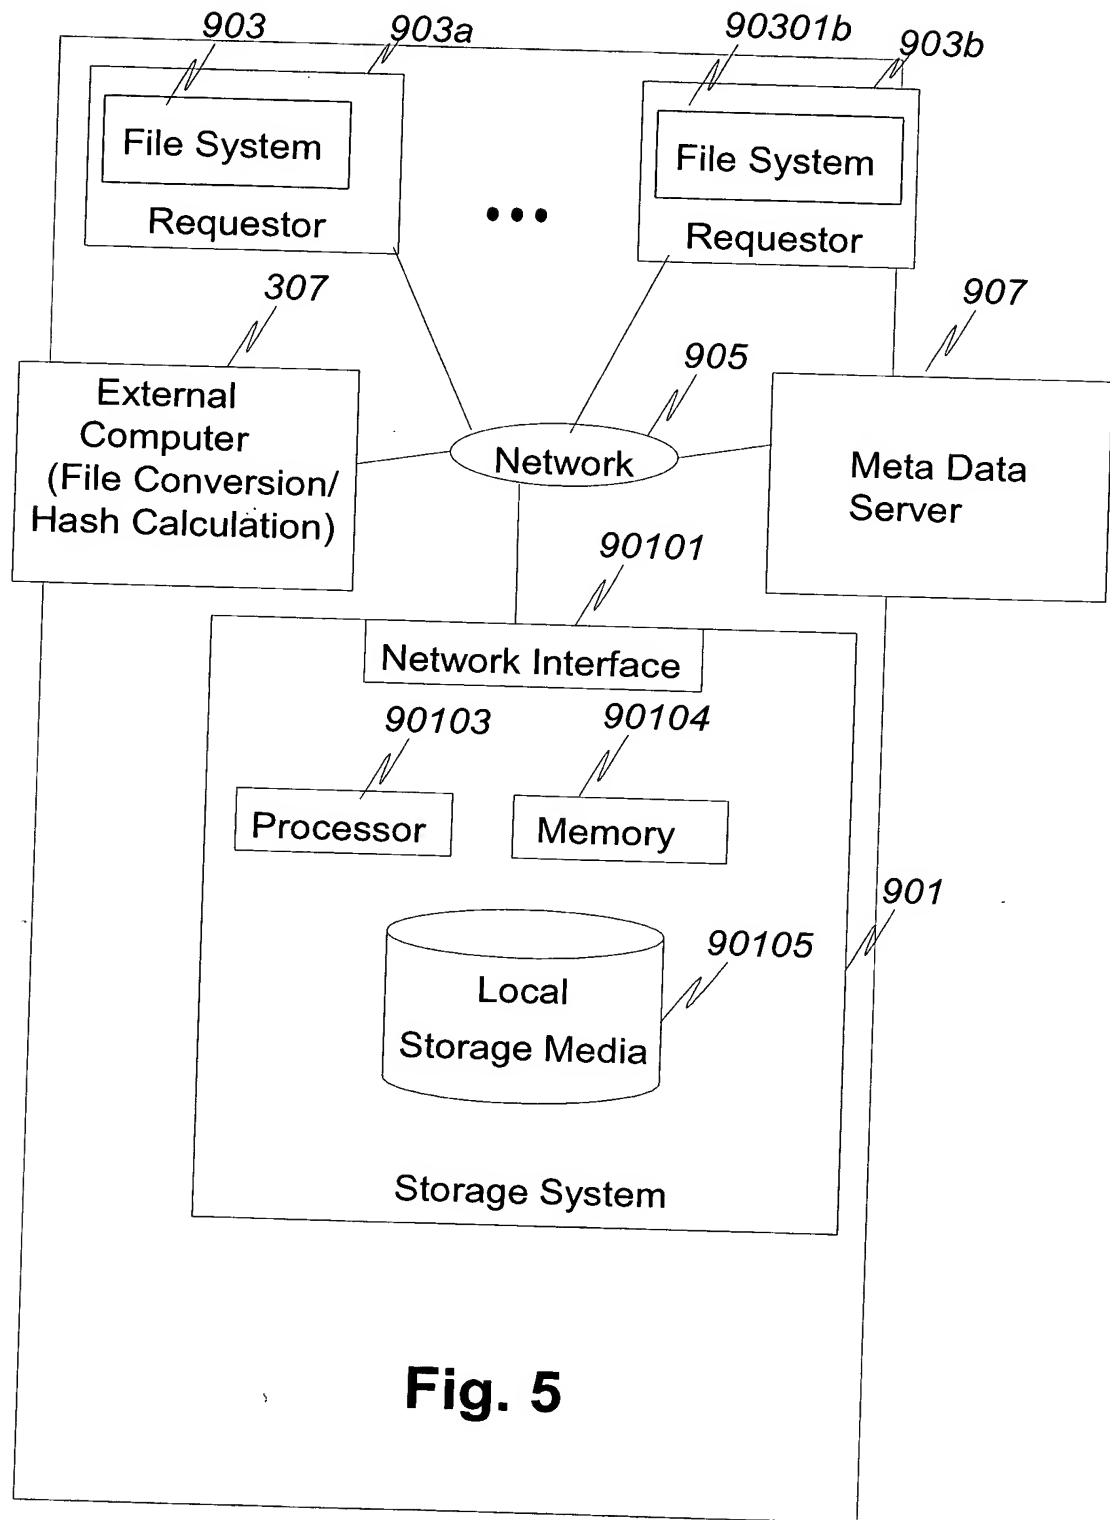 903
903a
90301b
903b
File System
Requestor
File System
Requestor
307
907
905
External
Computer
(File Conversion/
Hash Calculation)
Network
Meta Data
Server
90101
Network Interface
90103
90104
Processor
Memory
901
90105
Local
Storage Media
Storage System
Fig. 5